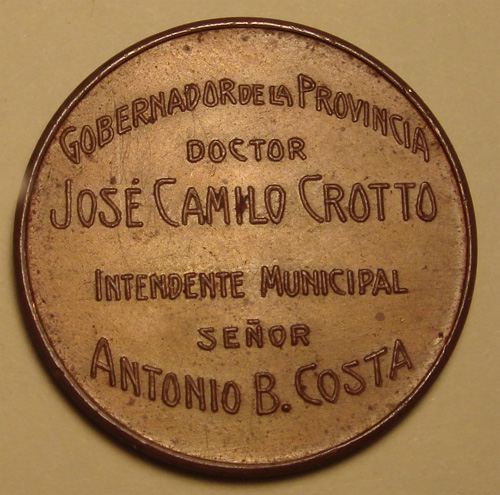 GOBERNADOR DE LA PROVINCIA
DOCTOR
JOSÉ CAMILO CROTTO
INTENDENTE MUNICIPAL
SEÑOR
ANTONIO B. COSTA